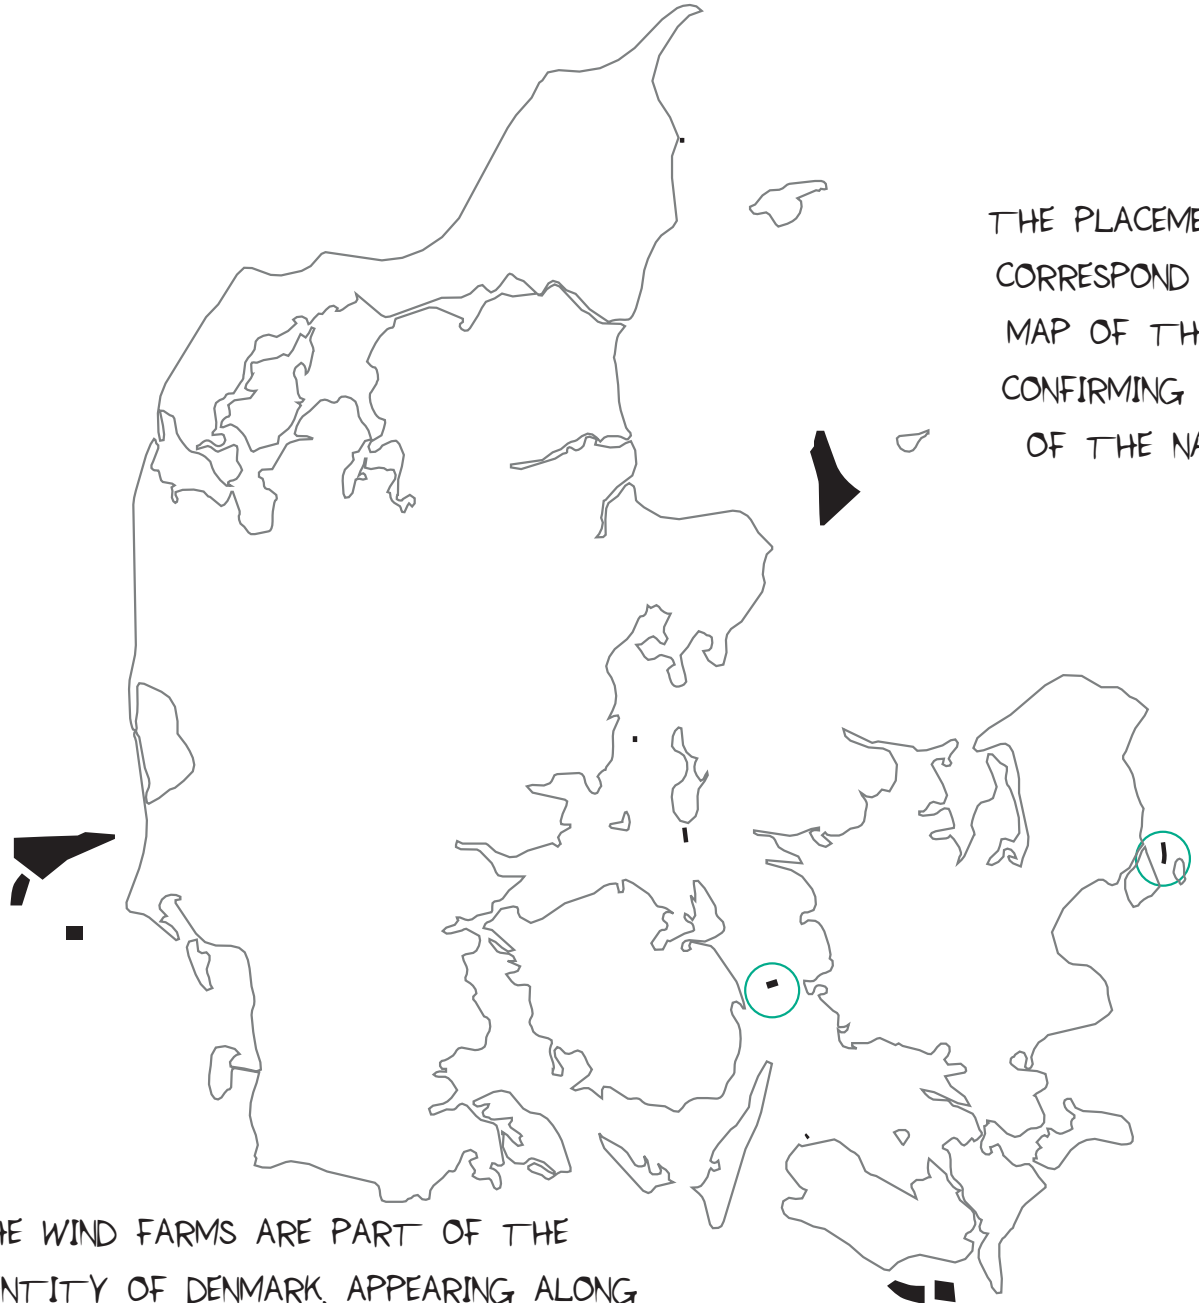 THE PLACEME
CORRESPOND
MAP OF TH
CONFIRMING
OF THE NA
HE WIND FARMS ARE PART OF THE
NTITY OF DENMARK, APPEARING ALONG